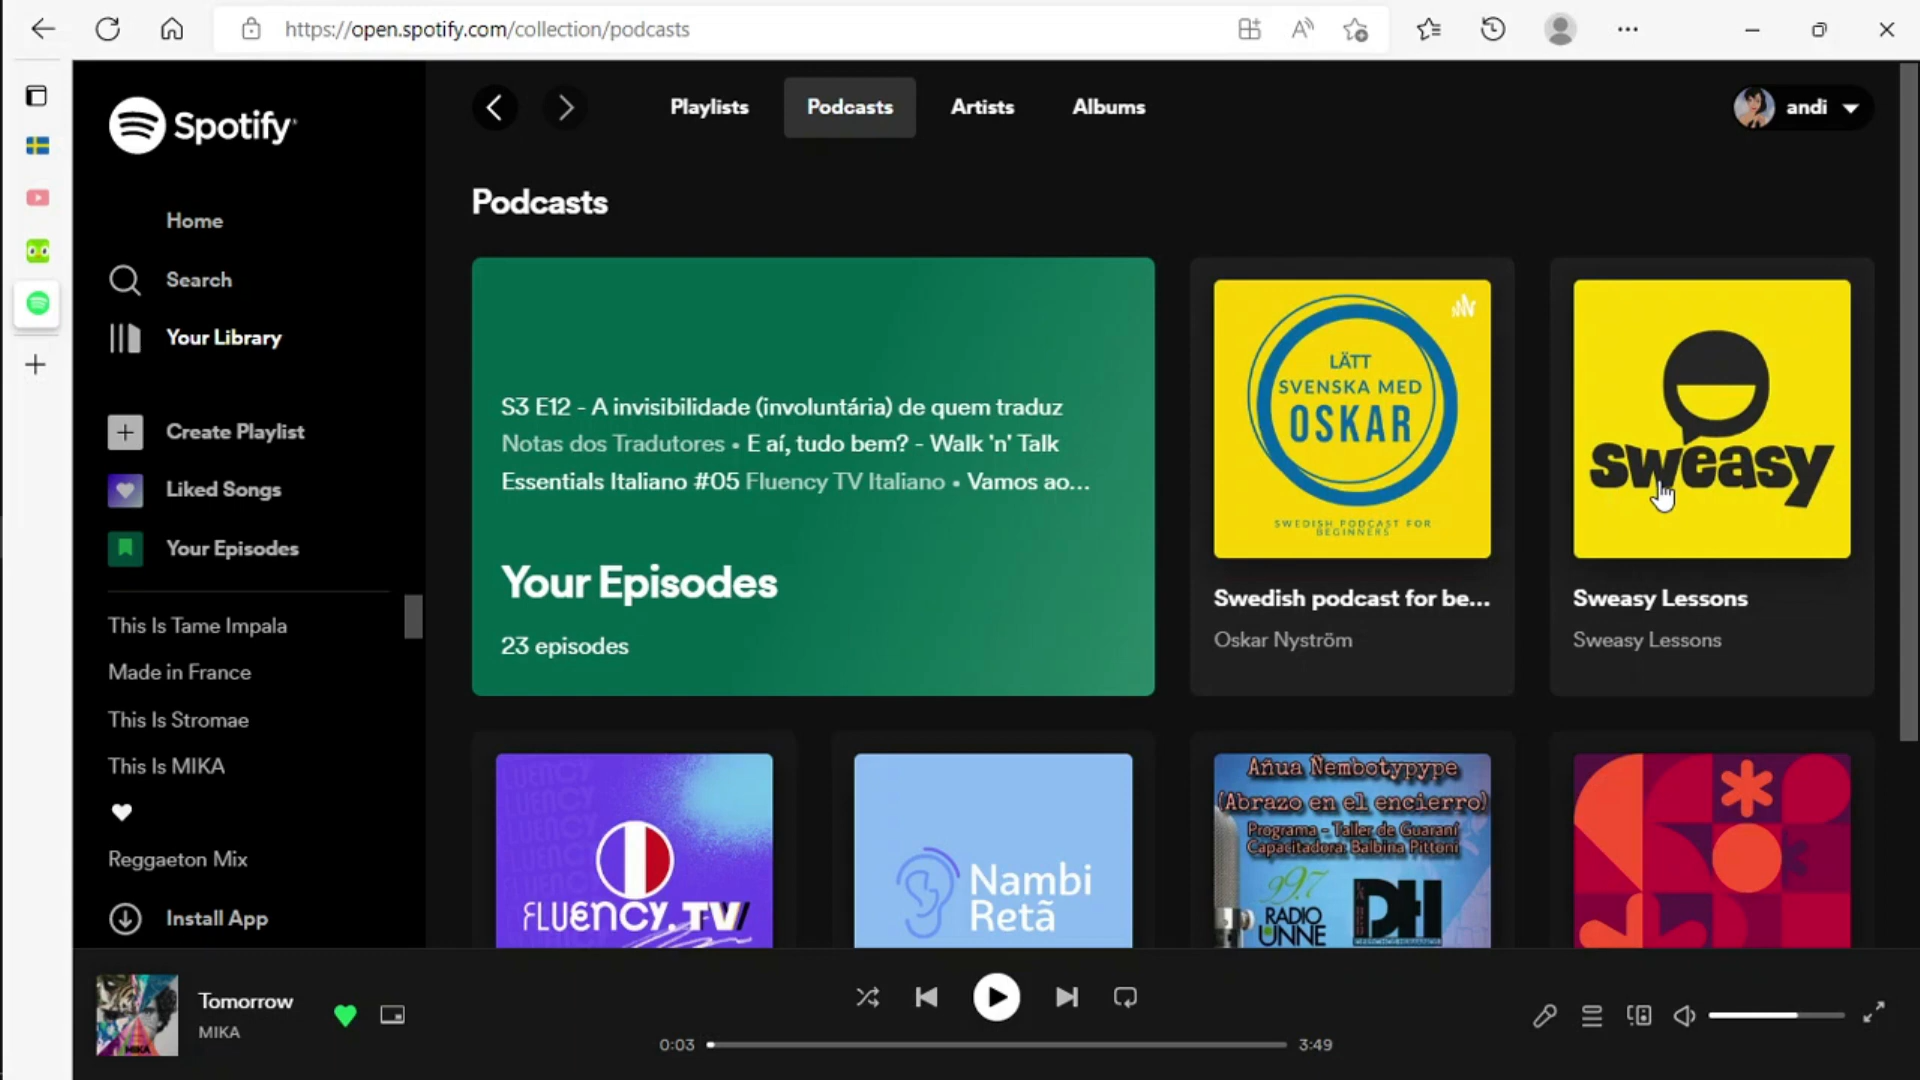 https://open.spotify.com/collection/podcasts
Spotify
Playlists
Podcasts
Artists
Albums
andi
Home
Search
Your Library
Create Playlist
Liked Songs
Your Episodes
This Is Tame Impala
Made in France
This Is Stromae
This Is MIKA
Reggaeton Mix
Install App
Podcasts
S3 E12 - A invisibilidade (involuntária) de quem traduz
Notas dos Tradutores • E aí, tudo bem? - Walk 'n' Talk
Essentials Italiano #05 Fluency TV Italiano • Vamos ao...
Your Episodes
23 episodes
LÄTT
SVENSKA MED
OSKAR
SWEDISH PODCAST FOR
BEGINNERS
Swedish podcast for be...
Oskar Nyström
sweasy
Sweasy Lessons
Sweasy Lessons
FLUENCY.TV
Nambi
Retã
Añua Ñembotypype
(Abrazo en el encierro)
Programa - Taller de Guaraní
Capacitadora: Balbina Pittoni
99.7
RADIO
UNNE
DH
Tomorrow
MIKA
0:03
3:49